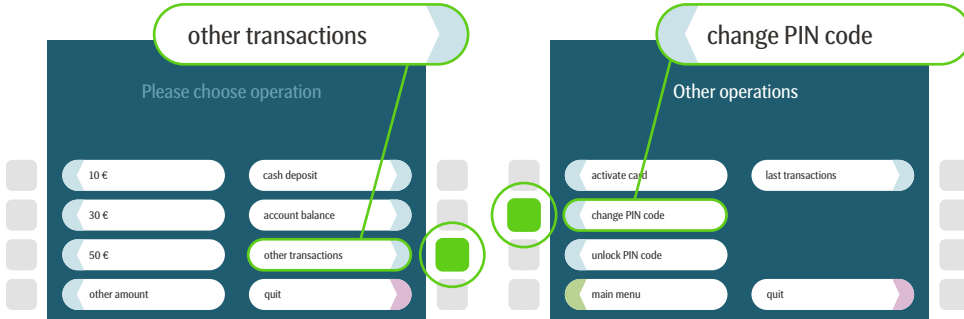 other transactions
Please choose operation
10 €
cash deposit
30 €
account balance
50 €
other transactions
other amount
quit
change PIN code
Other operations
activate card
last transactions
change PIN code
unlock PIN code
main menu
quit